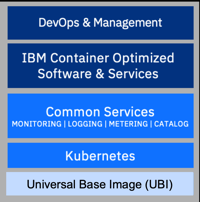 DevOps & Management
IBM Container Optimized
Software & Services
Common Services
MONITORING | LOGGING | METERING | CATALOG
Kubernetes
Universal Base Image (UBI)